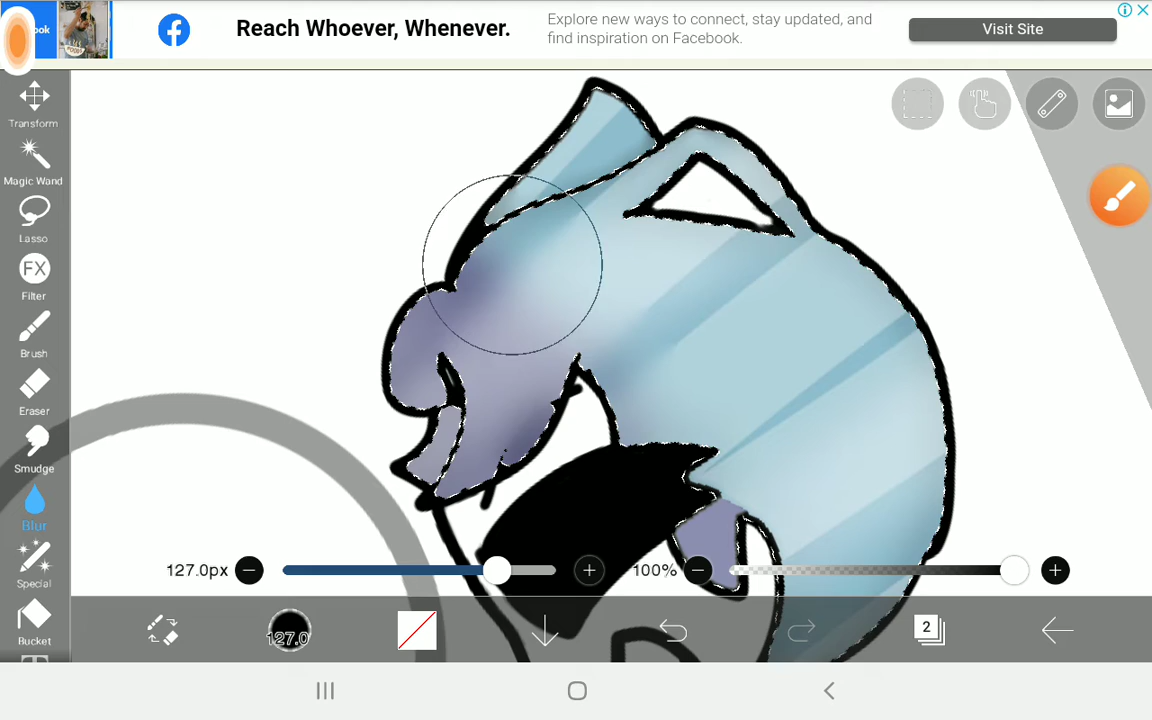 ook
Reach Whoever, Whenever.
Explore new ways to connect, stay updated, and
find inspiration on Facebook.
Visit Site
Transform
Magic Wand
Lasso
FX
Filter
Brush
Eraser
Smudge
Blur
Special
Bucket
127.0px
100%
127.0
2